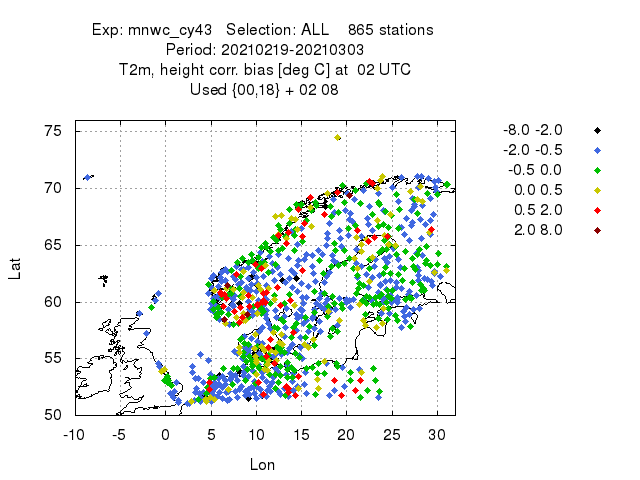 Exp: mnwc_cy43 Selection: ALL 865 stations
Period: 20210219-20210303
T2m, height corr. bias [deg C] at 02 UTC
Used {00,18} + 02 08
75
70
65
60
55
50
-10 -5 0 5 10 15 20 25 30
Lat
Lon
-8.0 -2.0
-2.0 -0.5
-0.5 0.0
0.0 0.5
0.5 2.0
2.0 8.0